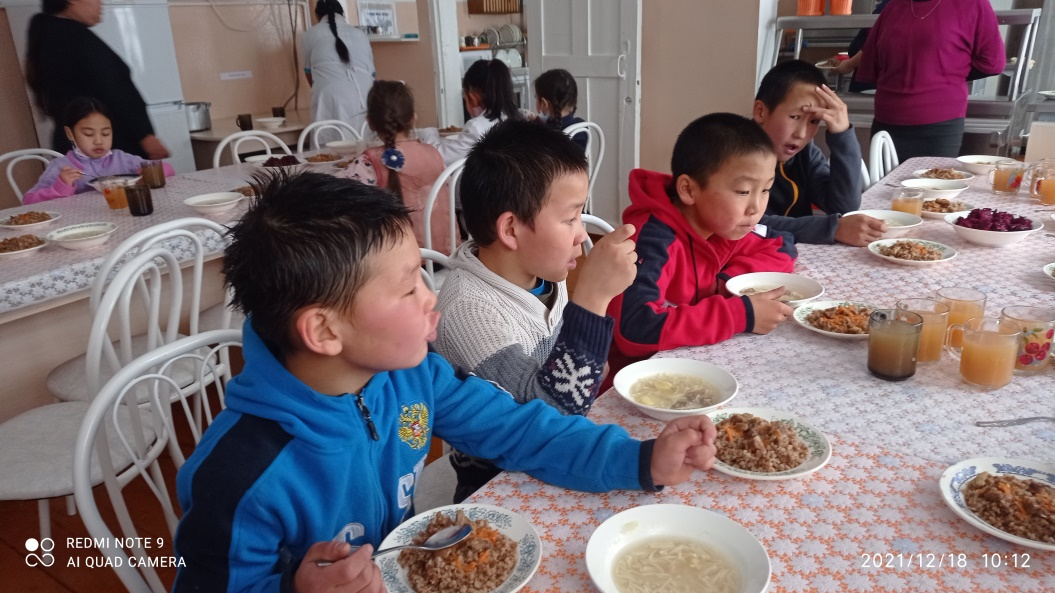 REDMI NOTE 9
AI QUAD CAMERA
2021/12/18 10:12